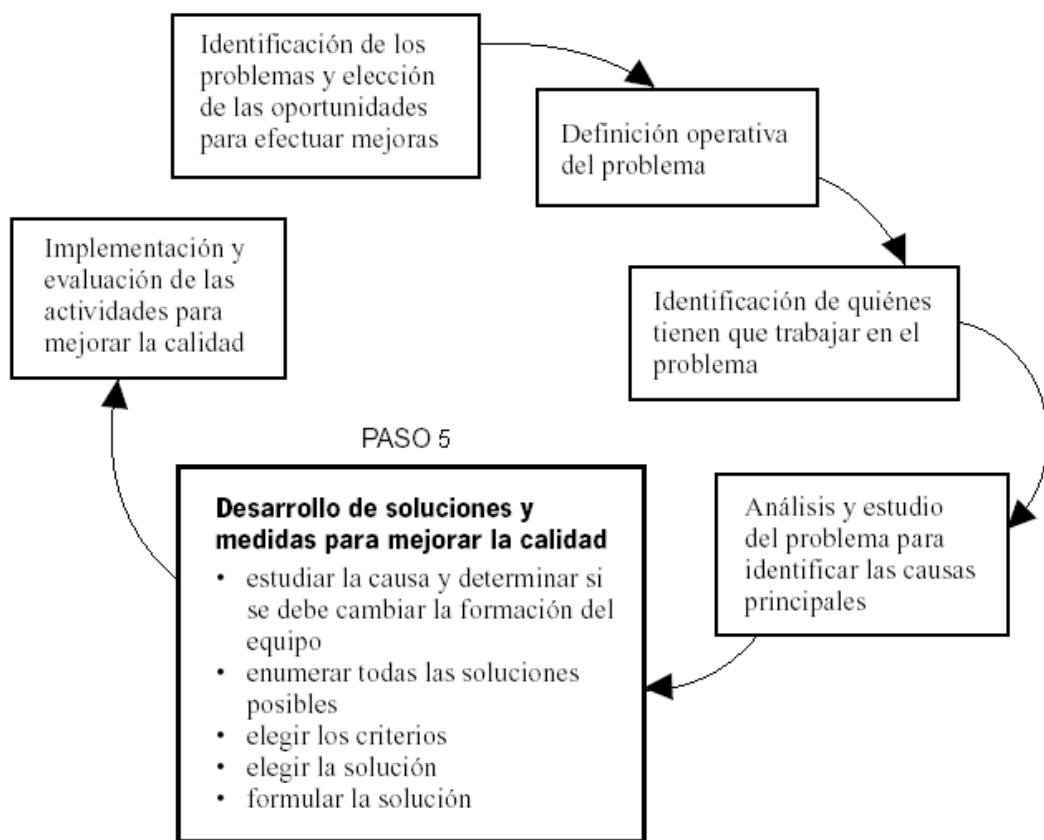 Identificación de los
problemas y elección
de las oportunidades
para efectuar mejoras
Definición operativa
del problema
Identificación de quiénes
tienen que trabajar en el
problema
Análisis y estudio
del problema para
identificar las causas
principales
PASO 5
Desarrollo de soluciones y
medidas para mejorar la calidad
• estudiar la causa y determinar si
se debe cambiar la formación del
equipo
• enumerar todas las soluciones
posibles
• elegir los criterios
• elegir la solución
• formular la solución
Implementación y
evaluación de las
actividades para
mejorar la calidad